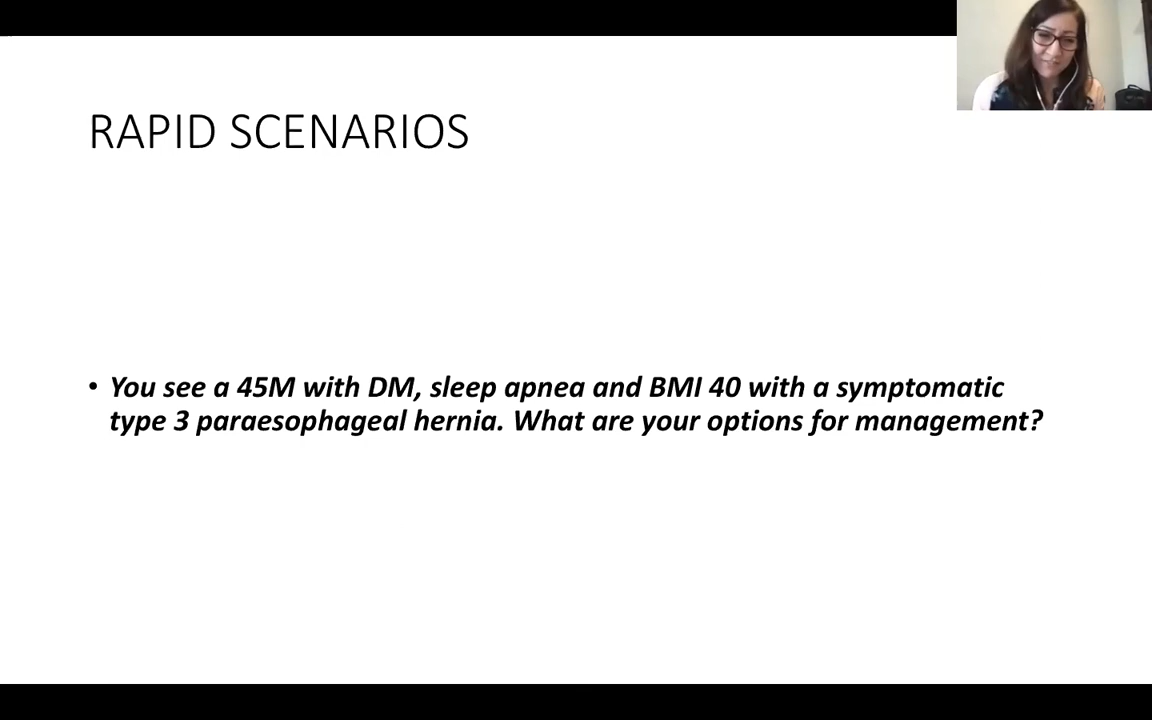 RAPID SCENARIOS
• You see a 45M with DM, sleep apnea and BMI 40 with a symptomatic
type 3 paraesophageal hernia. What are your options for management?